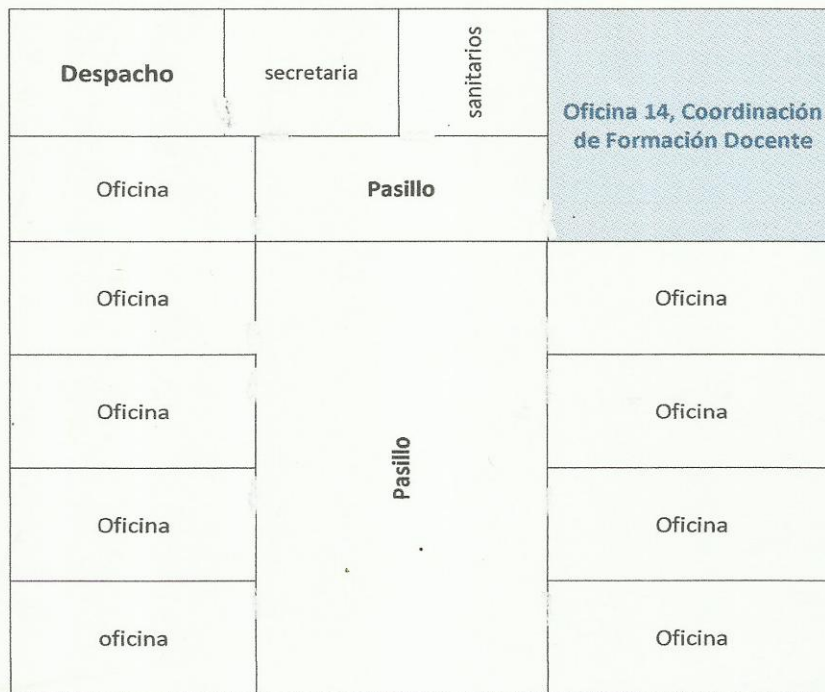 Despacho
secretaria
sanitarios
Oficina 14, Coordinación
de Formación Docente
Oficina
Pasillo
Oficina
Oficina
Oficina
Oficina
Pasillo
Oficina
Oficina
oficina
Oficina